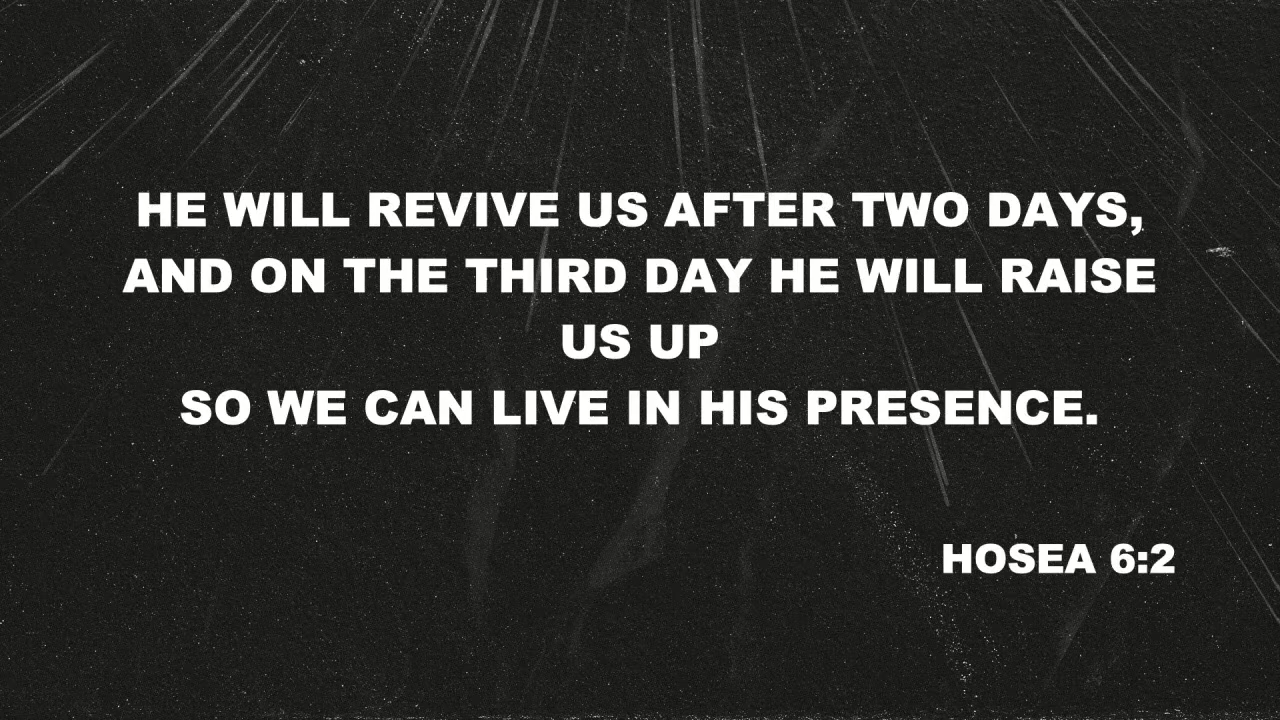 HE WILL REVIVE US AFTER TWO DAYS,
AND ON THE THIRD DAY HE WILL RAISE
US UP
SO WE CAN LIVE IN HIS PRESENCE.
HOSEA 6:2